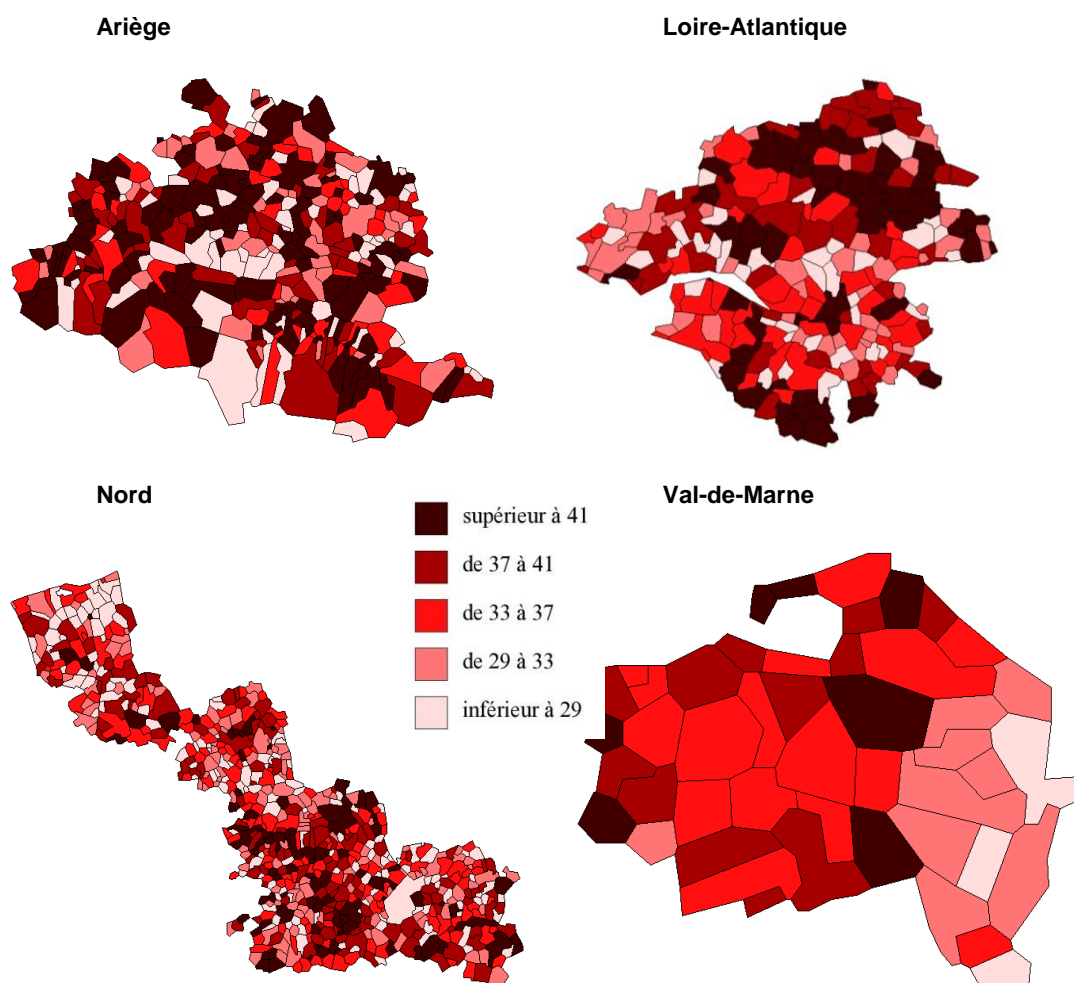 Ariège
Loire-Atlantique
Nord
Val-de-Marne
supérieur à 41
de 37 à 41
de 33 à 37
de 29 à 33
inférieur à 29